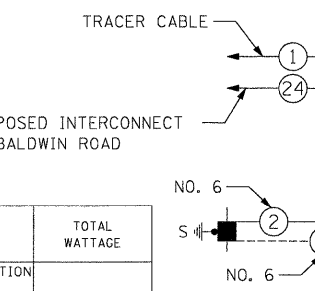 TRACER CABLE
1
24
POSED INTERCONNECT
BALDWIN ROAD
NO. 6
TOTAL
WATTAGE
S
2
TION
NO. 6